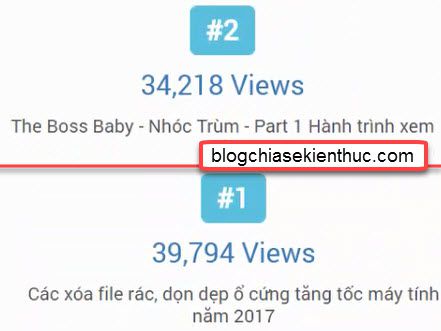 #2
34,218 Views
The Boss Baby - Nhóc Trùm - Part 1 Hành trình xem
blogchiasekienthuc.com
#1
39,794 Views
Các xóa file rác, dọn dẹp ổ cứng tăng tốc máy tính
năm 2017